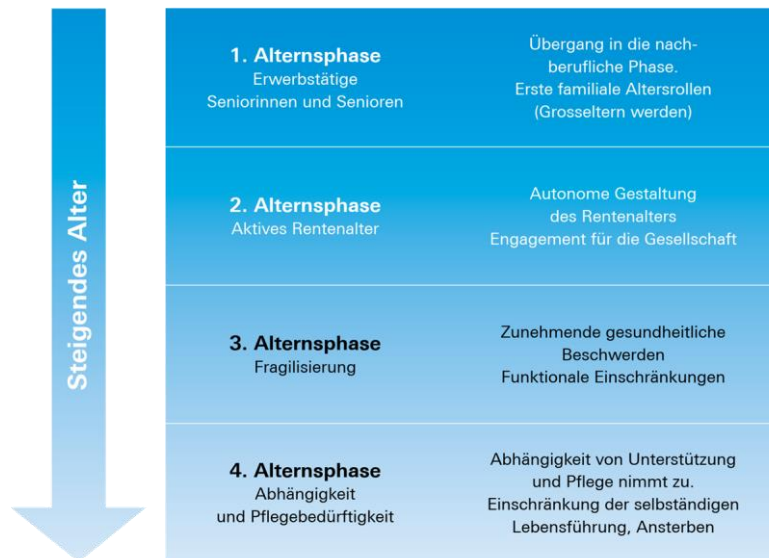 Steigendes Alter
1. Alternsphase
Erwerbstätige
Seniorinnen und Senioren
Übergang in die nach-
berufliche Phase.
Erste familiale Altersrollen
(Grosseltern werden)
2. Alternsphase
Aktives Rentenalter
Autonome Gestaltung
des Rentenalters
Engagement für die Gesellschaft
3. Alternsphase
Fragilisierung
Zunehmende gesundheitliche
Beschwerden
Funktionale Einschränkungen
4. Alternsphase
Abhängigkeit
und Pflegebedürftigkeit
Abhängigkeit von Unterstützung
und Pflege nimmt zu.
Einschränkung der selbständigen
Lebensführung, Ansterben